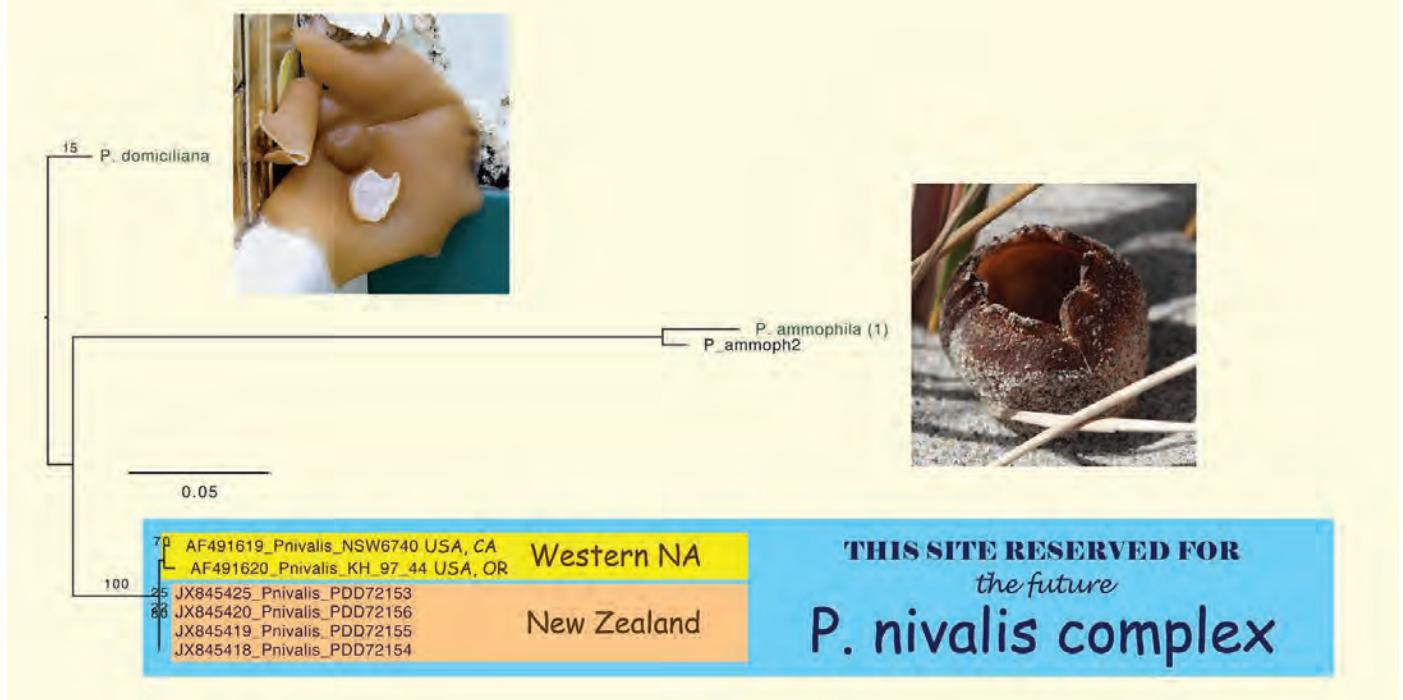 15
P. domiciliana
P. ammophila (1)
P_ammoph2
0.05
70
AF491619_Pnivalis_NSW6740 USA, CA
AF491620_Pnivalis_KH_97_44 USA, OR
Western NA
100
25
JX845425_Pnivalis_PDD72153
JX845420_Pnivalis_PDD72156
JX845419_Pnivalis_PDD72155
JX845418_Pnivalis_PDD72154
New Zealand
THIS SITE RESERVED FOR
the future
P. nivalis complex